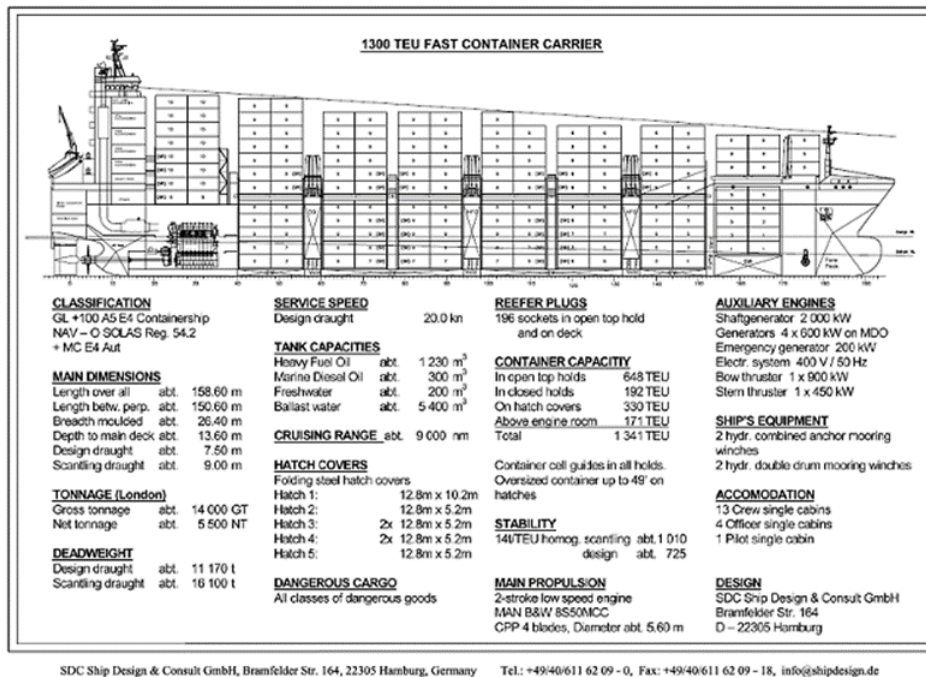 1300 TEU FAST CONTAINER CARRIER
CLASSIFICATION
GL +100 A5 E4 Containership
NAV – O SOLAS Reg. 54.2
+ MC E4 Aut
MAIN DIMENSIONS
Length over all abt. 158.60 m
Length betw. perp. abt. 150.60 m
Breadth moulded abt. 26.40 m
Depth to main deck abt. 13.60 m
Design draught abt. 7.50 m
Scantling draught abt. 9.00 m
TONNAGE (London)
Gross tonnage abt. 14 000 GT
Net tonnage abt. 5 500 NT
DEADWEIGHT
Design draught abt. 11 170 t
Scantling draught abt. 16 100 t
SERVICE SPEED
Design draught 20.0 kn
TANK CAPACITIES
Heavy Fuel Oil abt. 1 230 m³
Marine Diesel Oil abt. 300 m³
Freshwater abt. 200 m³
Ballast water abt. 5 400 m³
CRUISING RANGE abt. 9 000 nm
HATCH COVERS
Folding steel hatch covers
Hatch 1: 12.8m x 10.2m
Hatch 2: 12.8m x 5.2m
Hatch 3: 2x 12.8m x 5.2m
Hatch 4: 2x 12.8m x 5.2m
Hatch 5: 12.8m x 5.2m
DANGEROUS CARGO
All classes of dangerous goods
REEFER PLUGS
196 sockets in open top hold
and on deck
CONTAINER CAPACITIY
In open top holds 648 TEU
In closed holds 192 TEU
On hatch covers 330 TEU
Above engine room 171 TEU
Total 1 341 TEU
Container cell guides in all holds.
Oversized container up to 49' on
hatches
STABILITY
14t/TEU homog. scantling abt. 1 010
design abt. 725
MAIN PROPULSION
2-stroke low speed engine
MAN B&W 8S50MCC
CPP 4 blades, Diameter abt. 5.60 m
AUXILIARY ENGINES
Shaftgenerator 2 000 kW
Generators 4 x 600 kW on MDO
Emergency generator 200 kW
Electr. system 400 V / 50 Hz
Bow thruster 1 x 900 kW
Stern thruster 1 x 450 kW
SHIP'S EQUIPMENT
2 hydr. combined anchor mooring
winches
2 hydr. double drum mooring winches
ACCOMODATION
13 Crew single cabins
4 Officer single cabins
1 Pilot single cabin
DESIGN
SDC Ship Design & Consult GmbH
Bramfelder Str. 164
D – 22305 Hamburg
SDC Ship Design & Consult GmbH, Bramfelder Str. 164, 22305 Hamburg, Germany Tel.: +49/40/611 62 09 - 0, Fax: +49/40/611 62 09 - 18, info@shipdesign.de